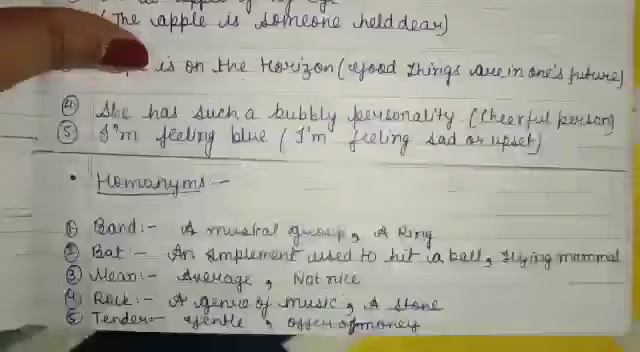 (The apple is someone held dear)
is on the Horizon (Good things are in one's future)
④ She has such a bubbly personality. (Cheerful person)
⑤ I'm feeling blue (I'm feeling sad or upset)
• Homanyms :-
① Band :- A musical group, A Ring
② Bat :- An implement used to hit a ball, flying mammal
③ Mean :- Average, Not nice
④ Rock :- A genre of music, A stone
⑤ Tender :- Gentle, offer of money